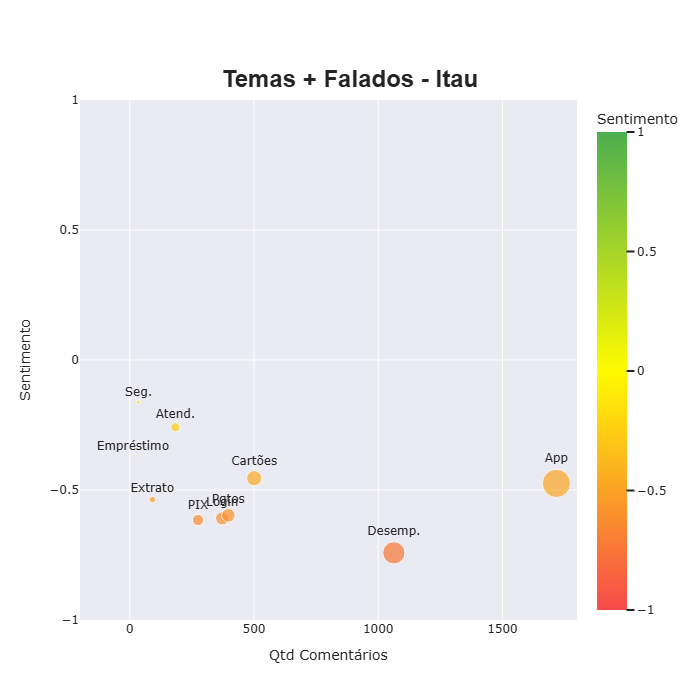 Temas + Falados - Itau
Sentimento
1
0.5
0
−0.5
−1
Sentimento
1
0.5
0
−0.5
−1
Seg.
Atend.
Empréstimo
Cartões
App
Extrato
PIX
Login
Pgtos
Desemp.
0
500
1000
1500
Qtd Comentários